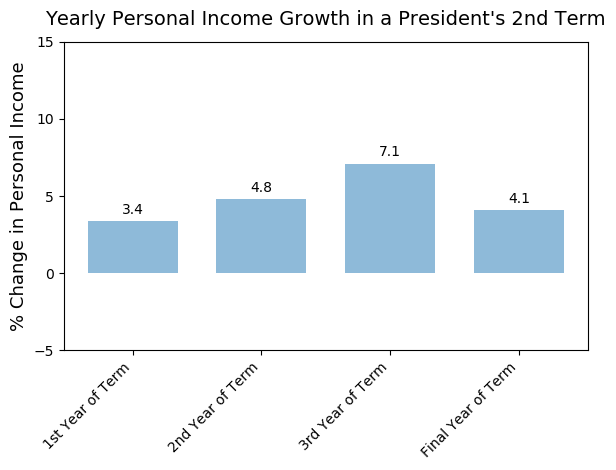 Yearly Personal Income Growth in a President's 2nd Term
% Change in Personal Income
15
10
5
0
−5
3.4
4.8
7.1
4.1
1st Year of Term
2nd Year of Term
3rd Year of Term
Final Year of Term